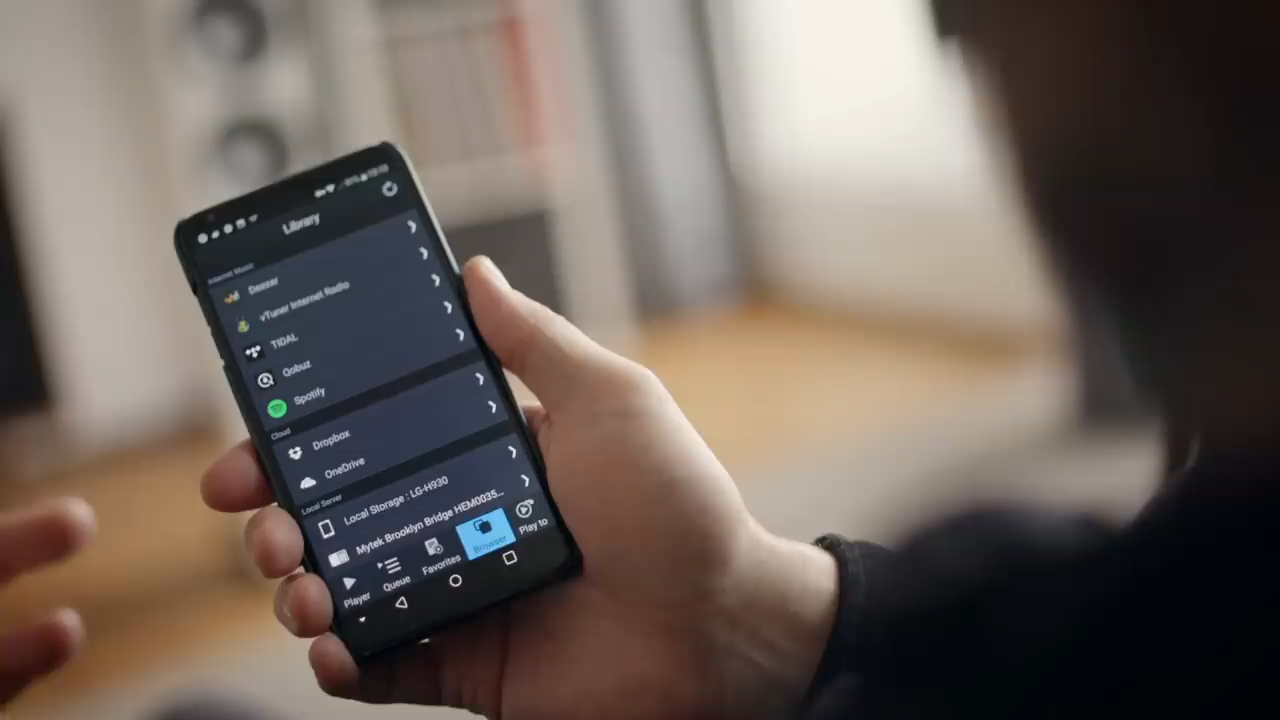 Library
Internet Music
Deezer
vTuner Internet Radio
TIDAL
Qobuz
Spotify
Cloud
Dropbox
OneDrive
Local Server
Local Storage : LG-H930
Mytek Brooklyn Bridge HEM0035...
Player
Queue
Favorites
Browser
Play to